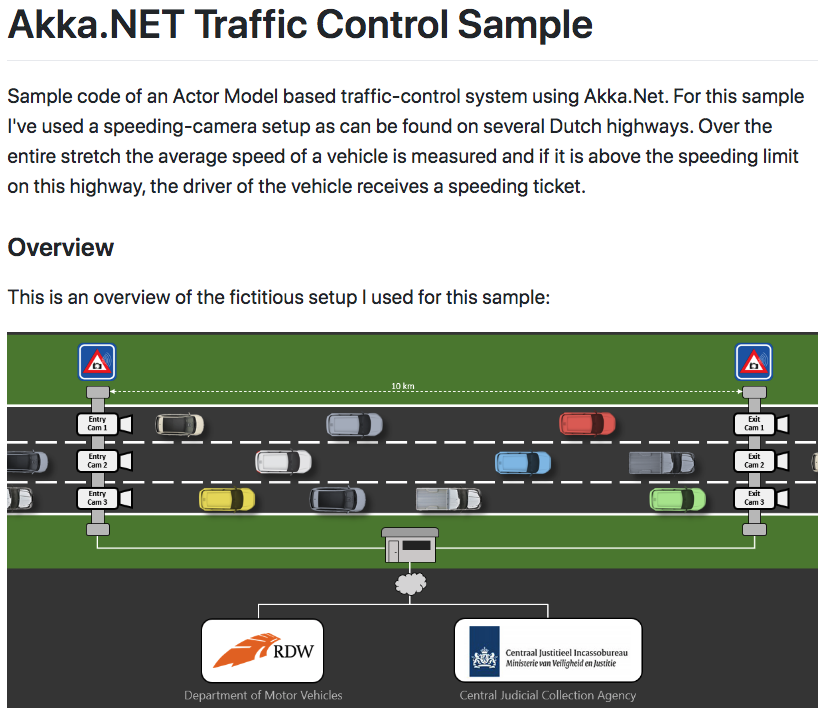 Akka.NET Traffic Control Sample
Sample code of an Actor Model based traffic-control system using Akka.Net. For this sample
I've used a speeding-camera setup as can be found on several Dutch highways. Over the
entire stretch the average speed of a vehicle is measured and if it is above the speeding limit
on this highway, the driver of the vehicle receives a speeding ticket.
Overview
This is an overview of the fictitious setup I used for this sample:
10 km
Entry
Cam 1
Exit
Cam 1
Entry
Cam 2
Exit
Cam 2
Entry
Cam 3
Exit
Cam 3
RDW
Centraal Justitieel Incassobureau
Ministerie van Veiligheid en Justitie
Department of Motor Vehicles
Central Judicial Collection Agency